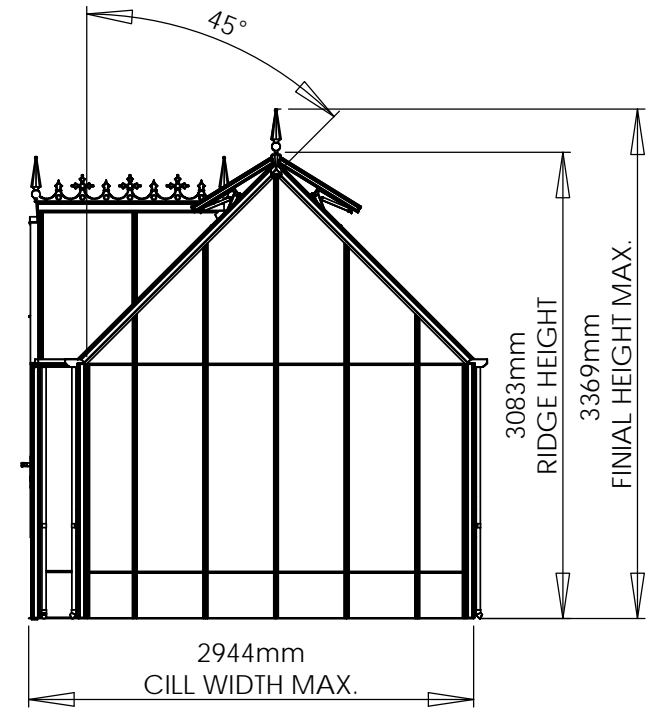 45°
3083mm
RIDGE HEIGHT
3369mm
FINIAL HEIGHT MAX.
2944mm
CILL WIDTH MAX.